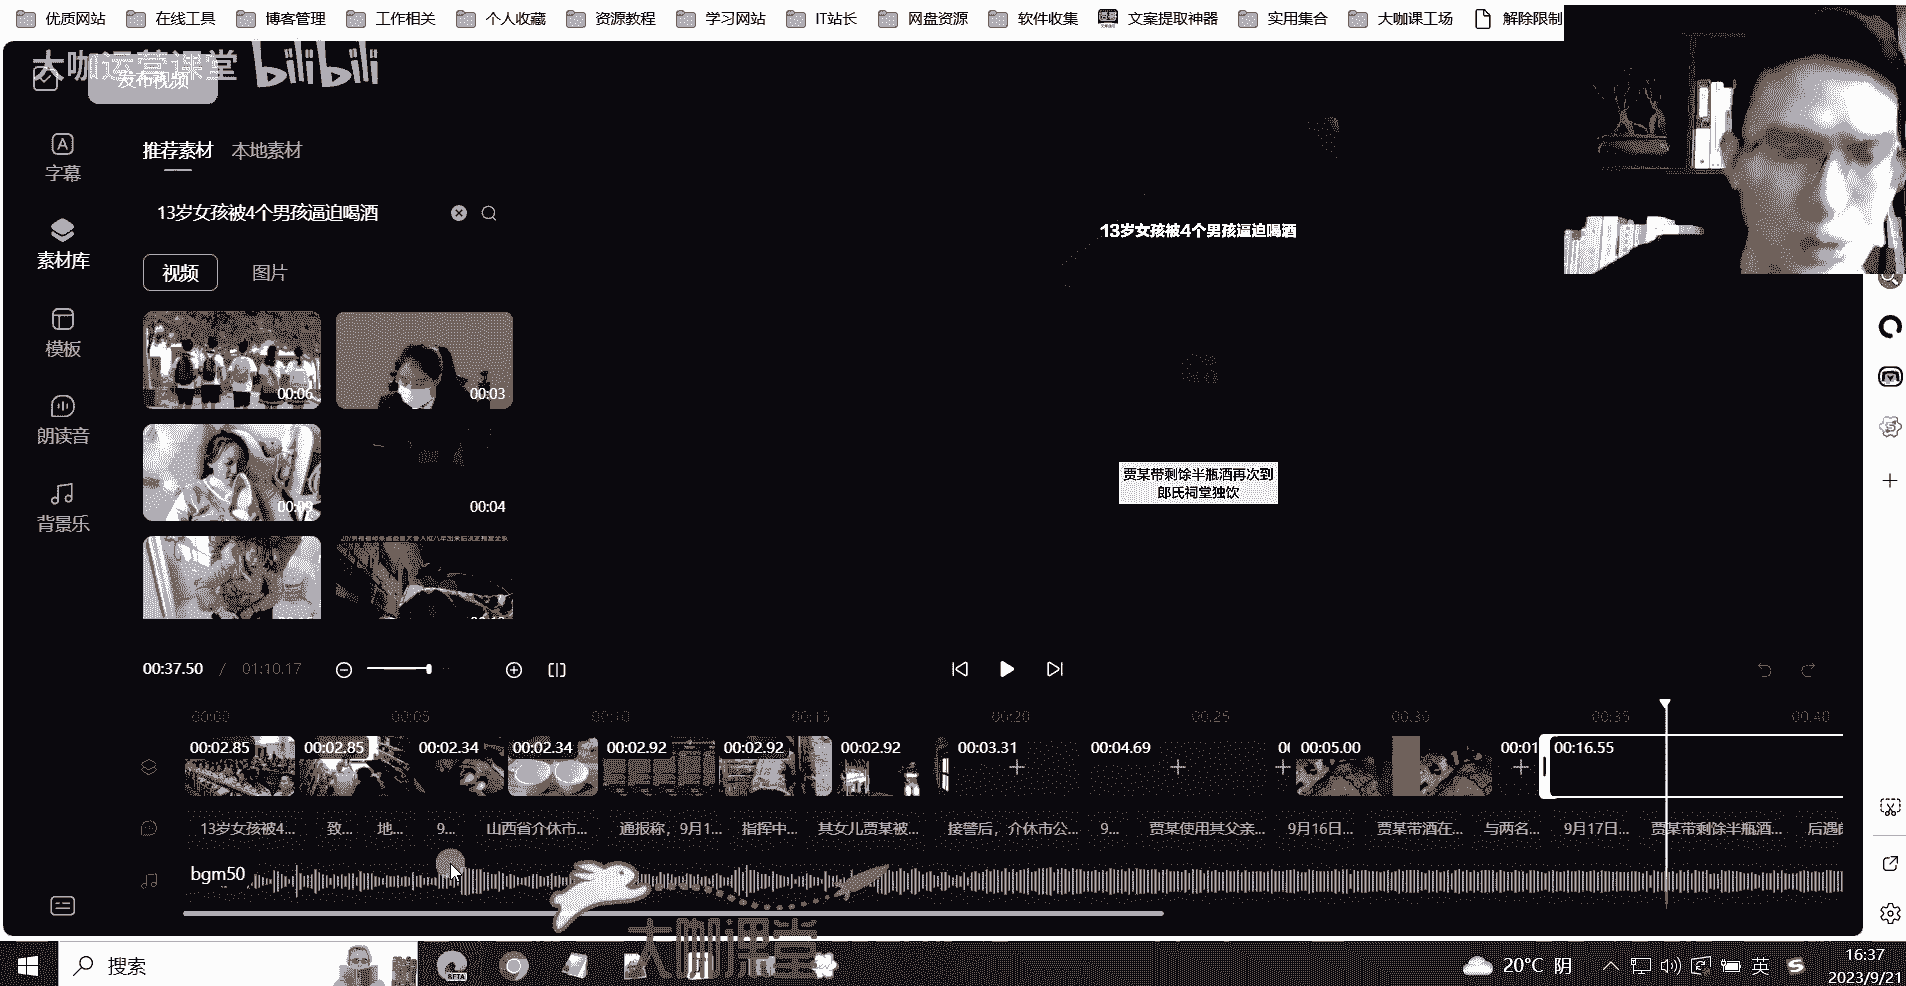 优质网站 在线工具 博客管理 工作相关 个人收藏 资源教程 学习网站 IT站长 网盘资源 软件收集 文案提取神器 实用集合 大咖课工场 解除限制
大咖运营课堂 bilibili
发布视频
字幕
素材库
模板
朗读音
背景乐
推荐素材 本地素材
13岁女孩被4个男孩逼迫喝酒
视频 图片
00:06
00:03
00:09
00:04
13岁女孩被4个男孩逼迫喝酒
贾某带剩馀半瓶酒再次到
郎氏祠堂独饮
00:37.50 / 01:10.17
00:00 00:05 00:10 00:15 00:20 00:25 00:30 00:35 00:40
00:02.85 00:02.85 00:02.34 00:02.34 00:02.92 00:02.92 00:02.92 00:03.31 00:04.69 00 00:05.00 00:01 00:16.55
13岁女孩被4... 致... 地... 9... 山西省介休市... 通报称，9月1... 指挥中... 其女儿贾某被... 接警后，介休市公... 9... 贾某使用其父亲... 9月16日... 贾某带酒在... 与两名... 9月17日... 贾某带剩馀半瓶酒... 后遇
bgm50
大咖课堂
搜索
BETA
20°C 阴
英
16:37
2023/9/21